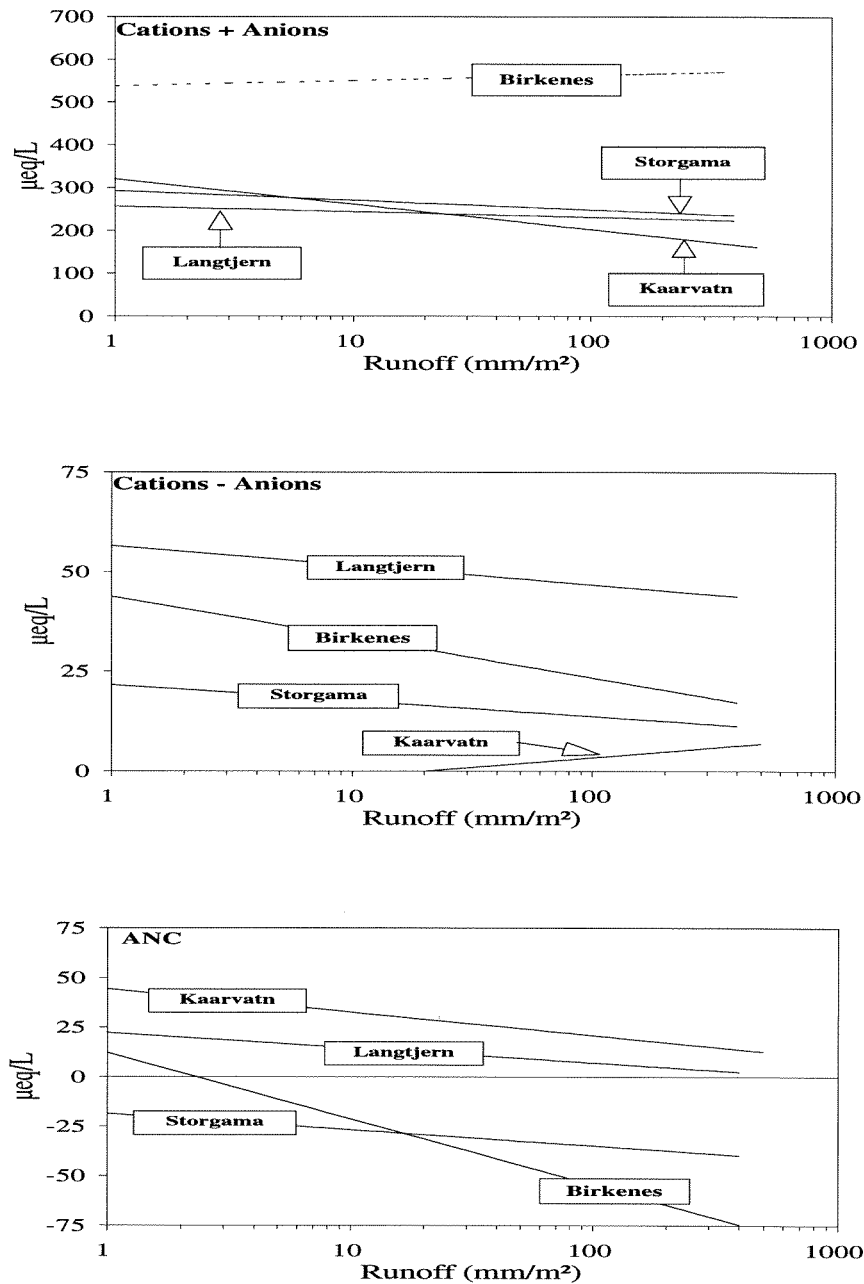 Cations + Anions
700
600
500
400
300
200
100
0
µeq/L
Birkenes
Storgama
Langtjern
Kaarvatn
1
10
100
1000
Runoff (mm/m²)
Cations - Anions
75
50
25
0
µeq/L
Langtjern
Birkenes
Storgama
Kaarvatn
1
10
100
1000
Runoff (mm/m²)
ANC
75
50
25
0
-25
-50
-75
µeq/L
Kaarvatn
Langtjern
Storgama
Birkenes
1
10
100
1000
Runoff (mm/m²)